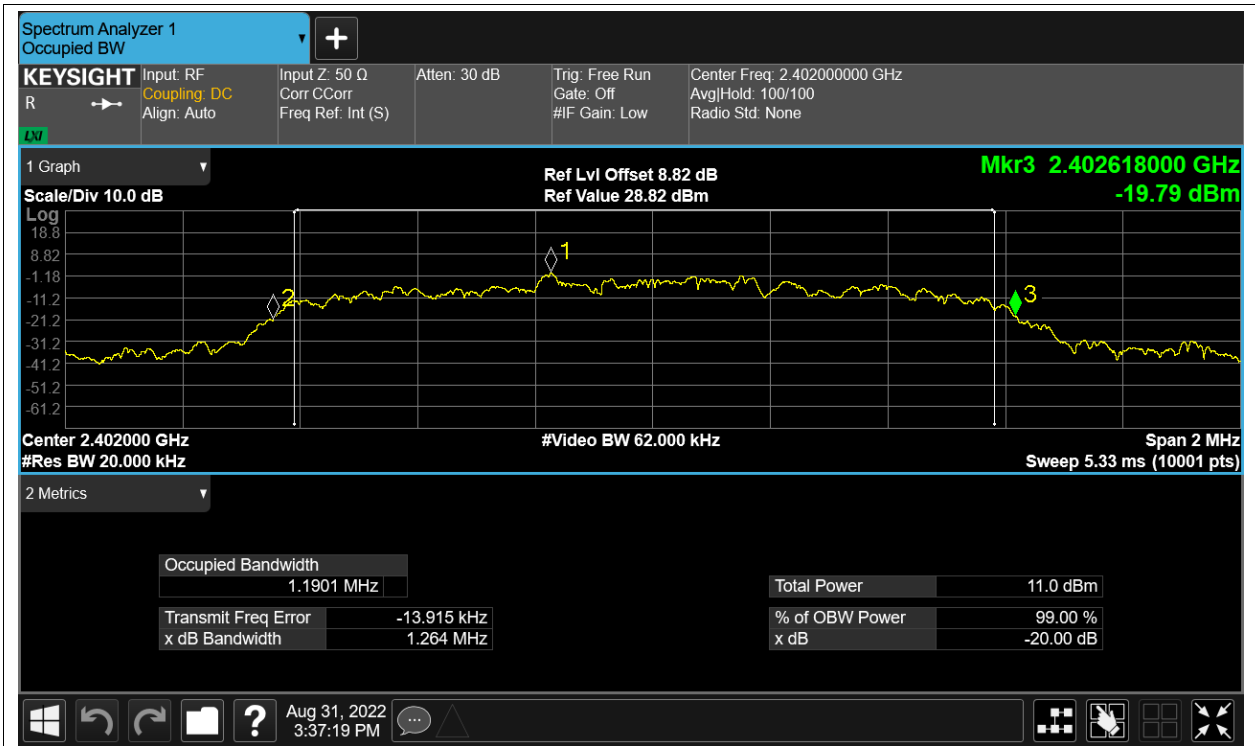 Spectrum Analyzer 1
Occupied BW
KEYSIGHT
R
LXI
Input: RF
Coupling: DC
Align: Auto
Input Z: 50 Ω
Corr CCorr
Freq Ref: Int (S)
Atten: 30 dB
Trig: Free Run
Gate: Off
#IF Gain: Low
Center Freq: 2.402000000 GHz
Avg|Hold: 100/100
Radio Std: None
1 Graph
Scale/Div 10.0 dB
Ref Lvl Offset 8.82 dB
Ref Value 28.82 dBm
Mkr3 2.402618000 GHz
-19.79 dBm
Log
18.8
8.82
-1.18
-11.2
-21.2
-31.2
-41.2
-51.2
-61.2
1
2
3
Center 2.402000 GHz
#Res BW 20.000 kHz
#Video BW 62.000 kHz
Span 2 MHz
Sweep 5.33 ms (10001 pts)
2 Metrics
Occupied Bandwidth
1.1901 MHz
Transmit Freq Error -13.915 kHz
x dB Bandwidth 1.264 MHz
Total Power 11.0 dBm
% of OBW Power 99.00 %
x dB -20.00 dB
?
Aug 31, 2022
3:37:19 PM